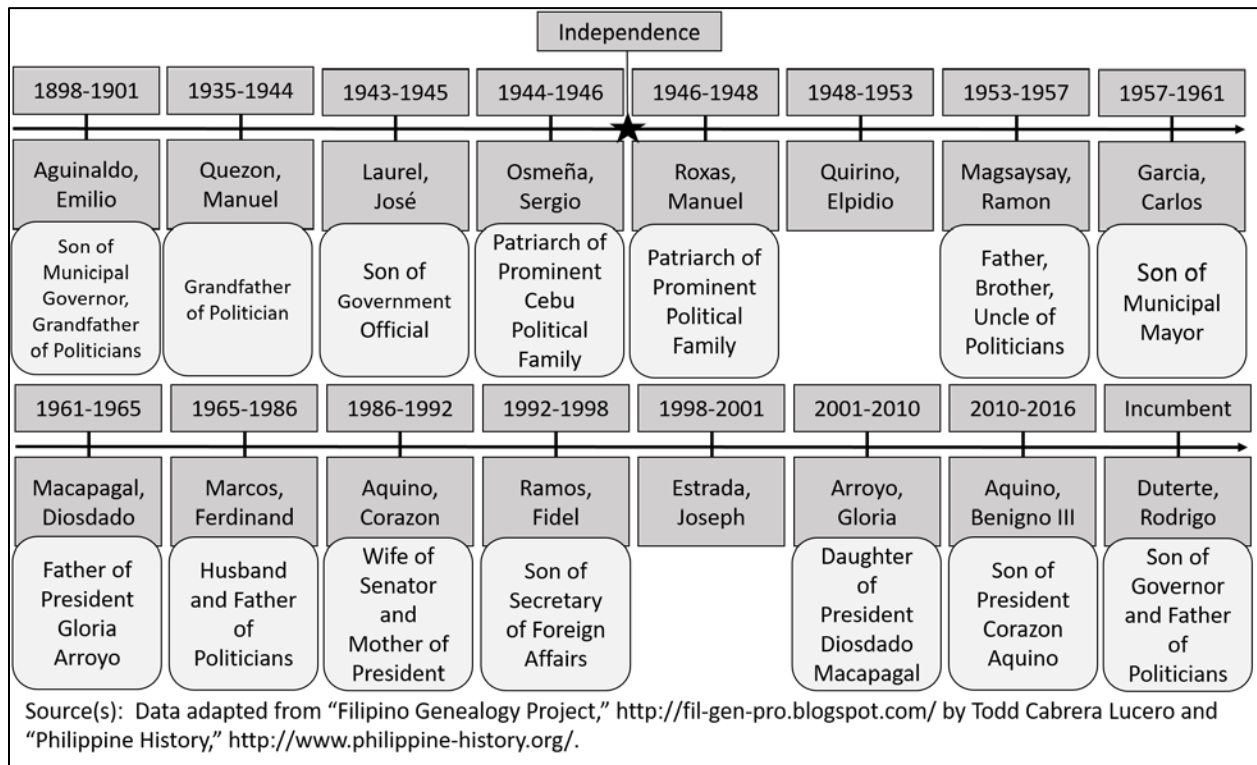 Independence
1898-1901
1935-1944
1943-1945
1944-1946
1946-1948
1948-1953
1953-1957
1957-1961
Aguinaldo,
Emilio
Quezon,
Manuel
Laurel,
José
Osmeña,
Sergio
Roxas,
Manuel
Quirino,
Elpidio
Magsaysay,
Ramon
Garcia,
Carlos
Son of
Municipal
Governor,
Grandfather
of Politicians
Grandfather
of Politician
Son of
Government
Official
Patriarch of
Prominent
Cebu
Political
Family
Patriarch of
Prominent
Political
Family
Father,
Brother,
Uncle of
Politicians
Son of
Municipal
Mayor
1961-1965
1965-1986
1986-1992
1992-1998
1998-2001
2001-2010
2010-2016
Incumbent
Macapagal,
Diosdado
Marcos,
Ferdinand
Aquino,
Corazon
Ramos,
Fidel
Estrada,
Joseph
Arroyo,
Gloria
Aquino,
Benigno III
Duterte,
Rodrigo
Father of
President
Gloria
Arroyo
Husband
and Father
of
Politicians
Wife of
Senator
and
Mother of
President
Son of
Secretary
of Foreign
Affairs
Daughter
of
President
Diosdado
Macapagal
Son of
President
Corazon
Aquino
Son of
Governor
and Father
of
Politicians
Source(s):  Data adapted from “Filipino Genealogy Project,” http://fil-gen-pro.blogspot.com/ by Todd Cabrera Lucero and
“Philippine History,” http://www.philippine-history.org/.